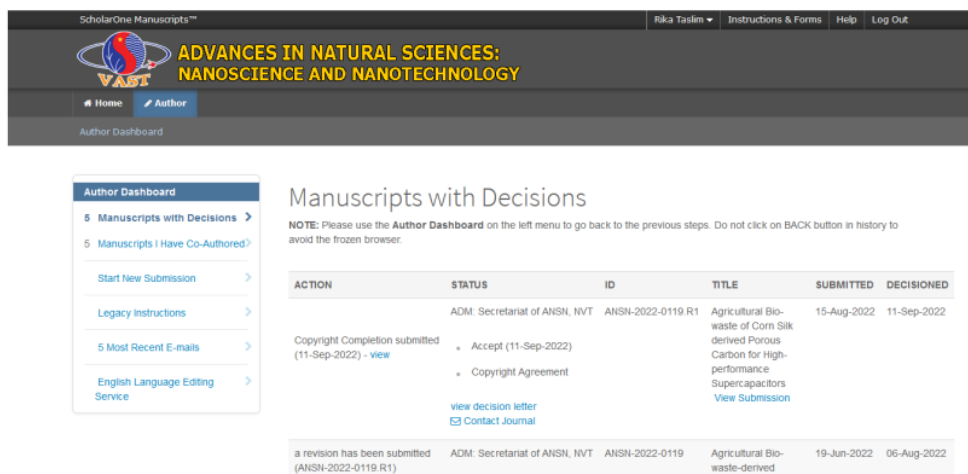 ScholarOne Manuscripts™
Rika Taslim Instructions & Forms Help Log Out
VAST
ADVANCES IN NATURAL SCIENCES:
NANOSCIENCE AND NANOTECHNOLOGY
Home Author
Author Dashboard
Author Dashboard
5 Manuscripts with Decisions
5 Manuscripts I Have Co-Authored
Start New Submission
Legacy Instructions
5 Most Recent E-mails
English Language Editing
Service
Manuscripts with Decisions
NOTE: Please use the Author Dashboard on the left menu to go back to the previous steps. Do not click on BACK button in history to
avoid the frozen browser.
ACTION STATUS ID TITLE SUBMITTED DECISIONED
Copyright Completion submitted
(11-Sep-2022) - view
ADM: Secretariat of ANSN, NVT
Accept (11-Sep-2022)
Copyright Agreement
view decision letter
Contact Journal
ANSN-2022-0119.R1
Agricultural Bio-
waste of Corn Silk
derived Porous
Carbon for High-
performance
Supercapacitors
View Submission
15-Aug-2022 11-Sep-2022
a revision has been submitted
(ANSN-2022-0119.R1)
ADM: Secretariat of ANSN, NVT
ANSN-2022-0119
Agricultural Bio-
waste-derived
19-Jun-2022 06-Aug-2022